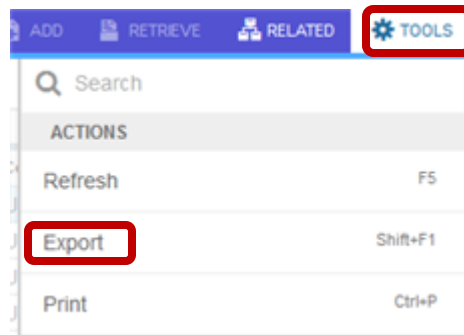 ADD RETRIEVE RELATED TOOLS
Search
ACTIONS
Refresh F5
Export Shift+F1
Print Ctrl+P